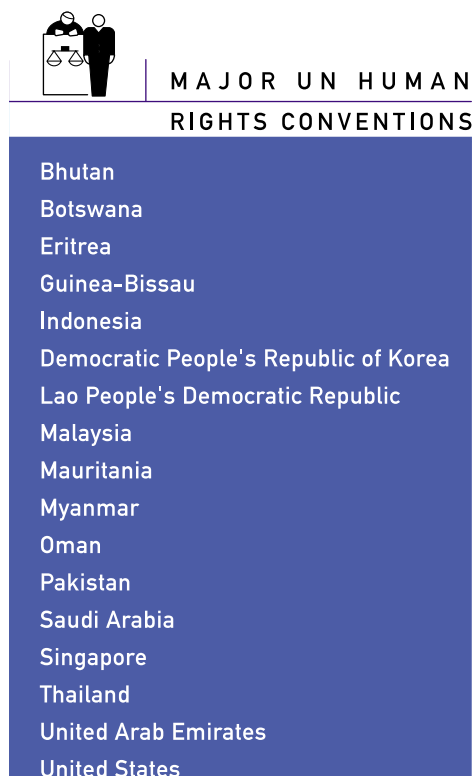 MAJOR UN HUMAN
RIGHTS CONVENTIONS
Bhutan
Botswana
Eritrea
Guinea-Bissau
Indonesia
Democratic People's Republic of Korea
Lao People's Democratic Republic
Malaysia
Mauritania
Myanmar
Oman
Pakistan
Saudi Arabia
Singapore
Thailand
United Arab Emirates
United States